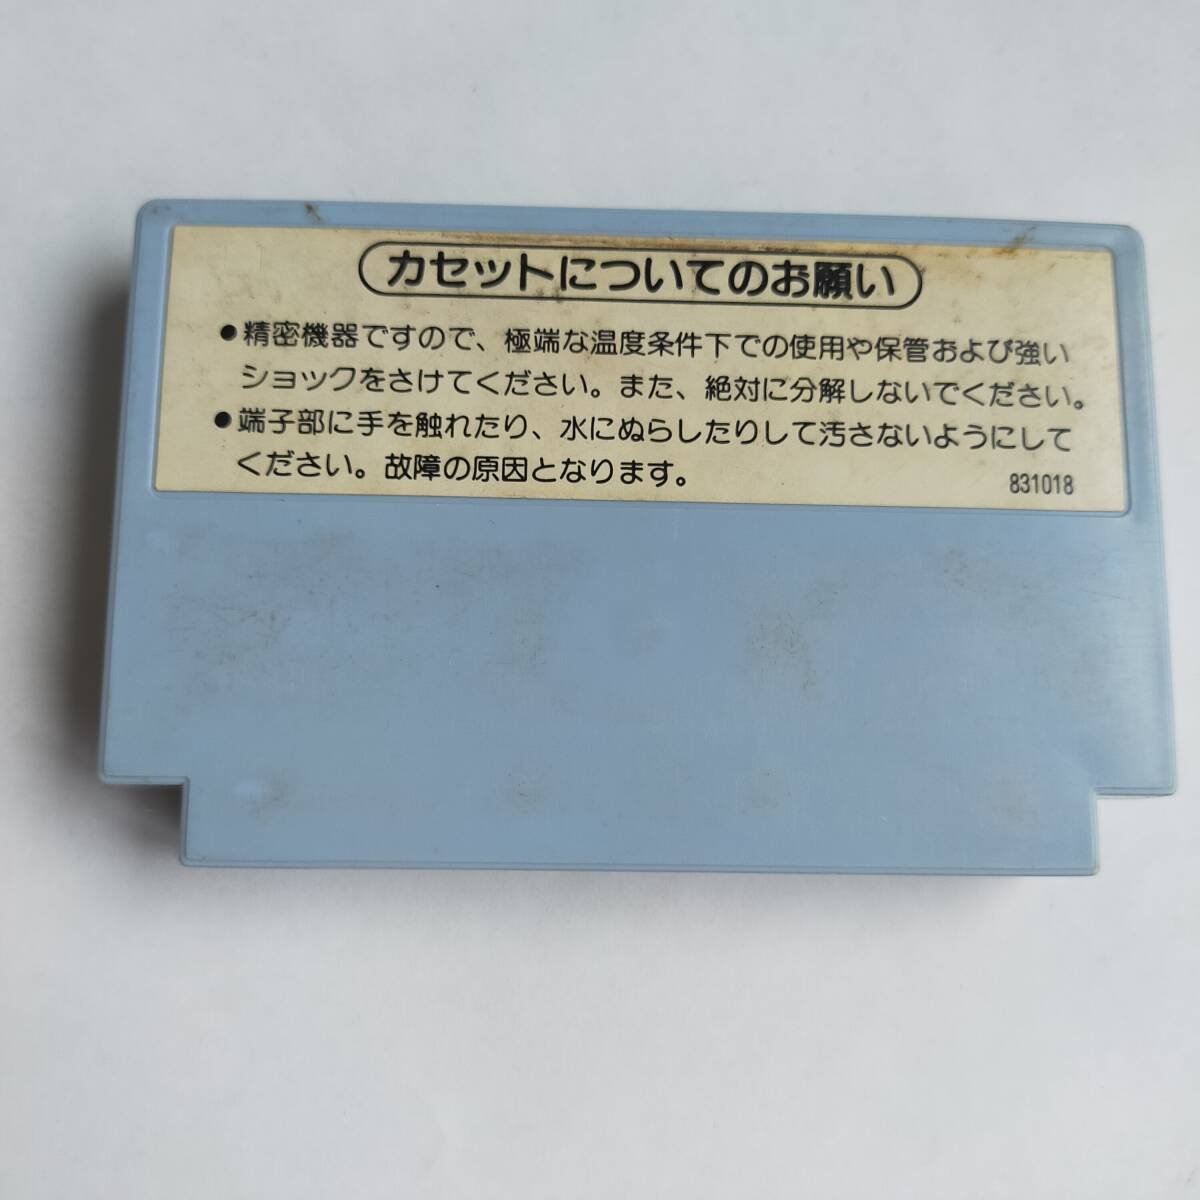 カセットについてのお願い
●精密機器ですので、極端な温度条件下での使用や保管および強い
ショックをさけてください。また、絶対に分解しないでください。
●端子部に手を触れたり、水にぬらしたりして汚さないようにして
ください。故障の原因となります。
831018